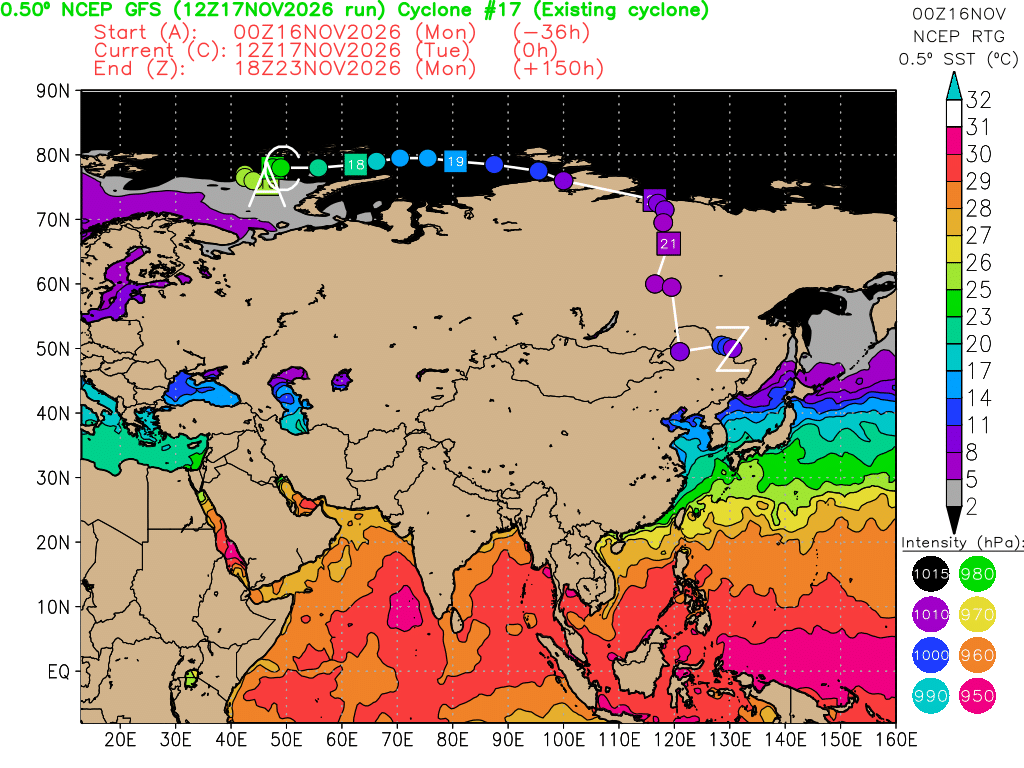 0.50° NCEP GFS (12Z17NOV2026 run) Cyclone #17 (Existing cyclone)
Start (A): 00Z16NOV2026 (Mon) (−36h)
Current (C): 12Z17NOV2026 (Tue) (0h)
End (Z): 18Z23NOV2026 (Mon) (+150h)
00Z16NOV
NCEP RTG
0.5° SST (°C)
32
31
30
29
28
27
26
25
23
20
17
14
11
8
5
2
90N
80N
70N
60N
50N
40N
30N
20N
10N
EQ
A C 18 19 21 Z
20E 30E 40E 50E 60E 70E 80E 90E 100E 110E 120E 130E 140E 150E 160E
Intensity (hPa):
1015 980
1010 970
1000 960
990 950